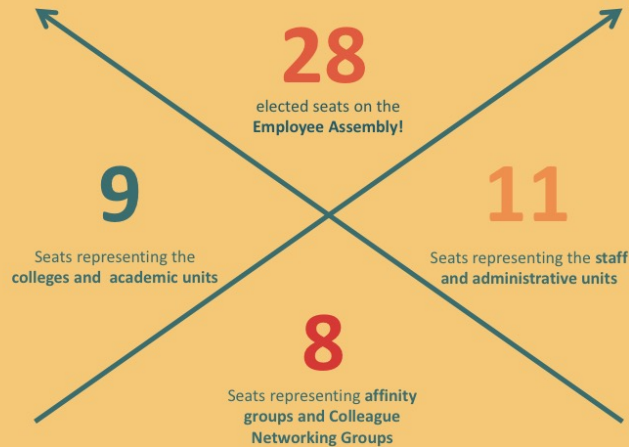 28
elected seats on the
Employee Assembly!
9
Seats representing the
colleges and academic units
11
Seats representing the staff
and administrative units
8
Seats representing affinity
groups and Colleague
Networking Groups